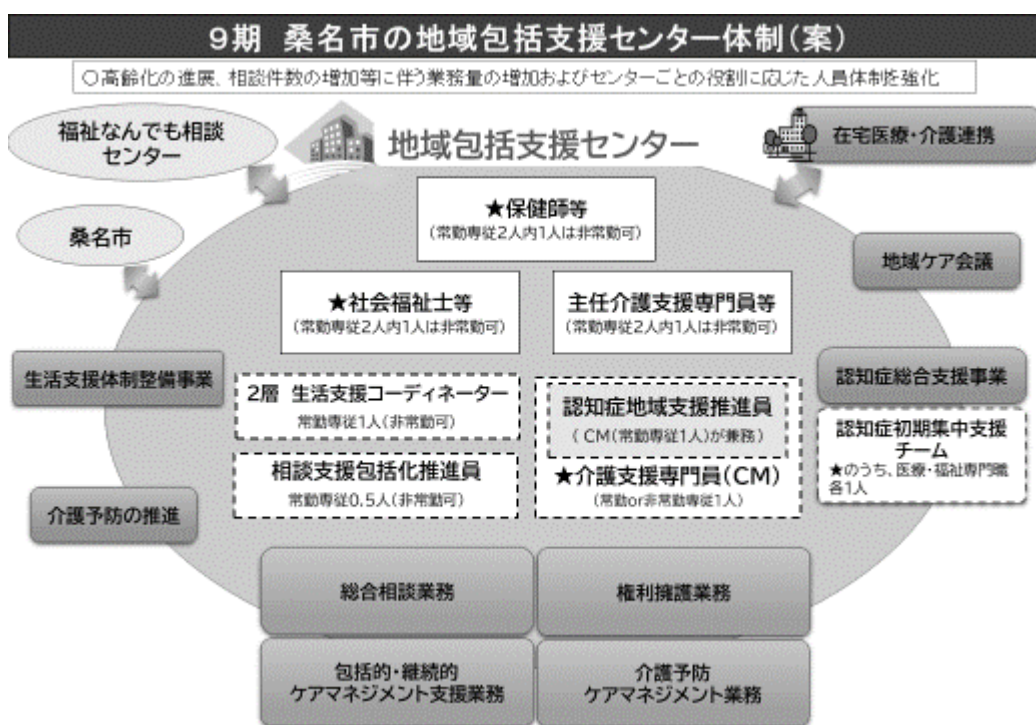 9期 桑名市の地域包括支援センター体制(案)
○高齢化の進展、相談件数の増加等に伴う業務量の増加およびセンターごとの役割に応じた人員体制を強化
福祉なんでも相談
センター
地域包括支援センター
在宅医療・介護連携
★保健師等
(常勤専従2人内1人は非常勤可)
桑名市
地域ケア会議
★社会福祉士等
(常勤専従2人内1人は非常勤可)
主任介護支援専門員等
(常勤専従2人内1人は非常勤可)
生活支援体制整備事業
認知症総合支援事業
2層 生活支援コーディネーター
常勤専従1人(非常勤可)
認知症地域支援推進員
( CM(常勤専従1人)が兼務)
認知症初期集中支援
チーム
★のうち、医療・福祉専門職
各1人
相談支援包括化推進員
常勤専従0.5人(非常勤可)
★介護支援専門員(CM)
(常勤or非常勤専従1人)
介護予防の推進
総合相談業務
権利擁護業務
包括的・継続的
ケアマネジメント支援業務
介護予防
ケアマネジメント業務